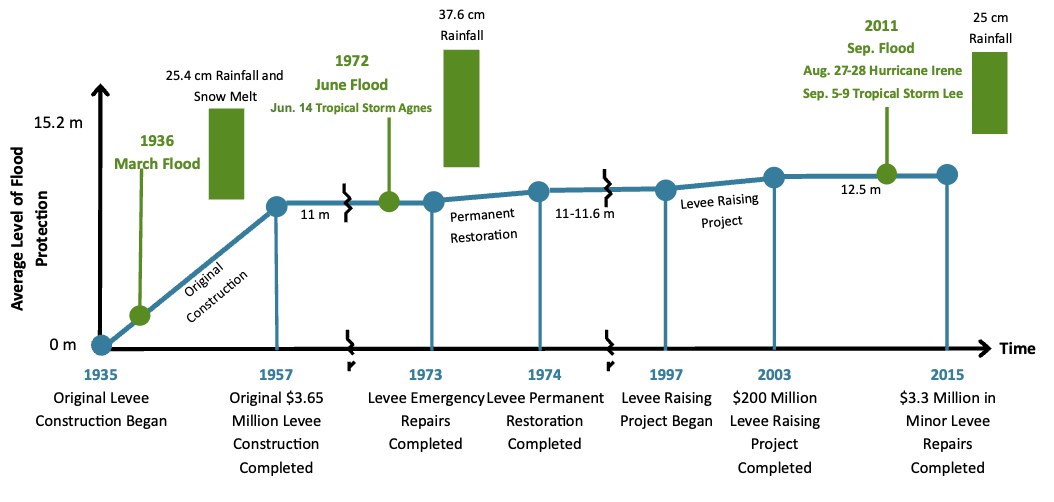 37.6 cm
Rainfall
25 cm
Rainfall
2011
Sep. Flood
Aug. 27-28 Hurricane Irene
Sep. 5-9 Tropical Storm Lee
1972
June Flood
Jun. 14 Tropical Storm Agnes
25.4 cm Rainfall and
Snow Melt
15.2 m
1936
March Flood
Average Level of Flood
Protection
11 m
Permanent
Restoration
11-11.6 m
Levee Raising
Project
12.5 m
Original
Construction
0 m
Time
1935
Original Levee
Construction Began
1957
Original $3.65
Million Levee
Construction
Completed
1973
Levee Emergency
Repairs
Completed
1974
Levee Permanent
Restoration
Completed
1997
Levee Raising
Project Began
2003
$200 Million
Levee Raising
Project
Completed
2015
$3.3 Million in
Minor Levee
Repairs
Completed